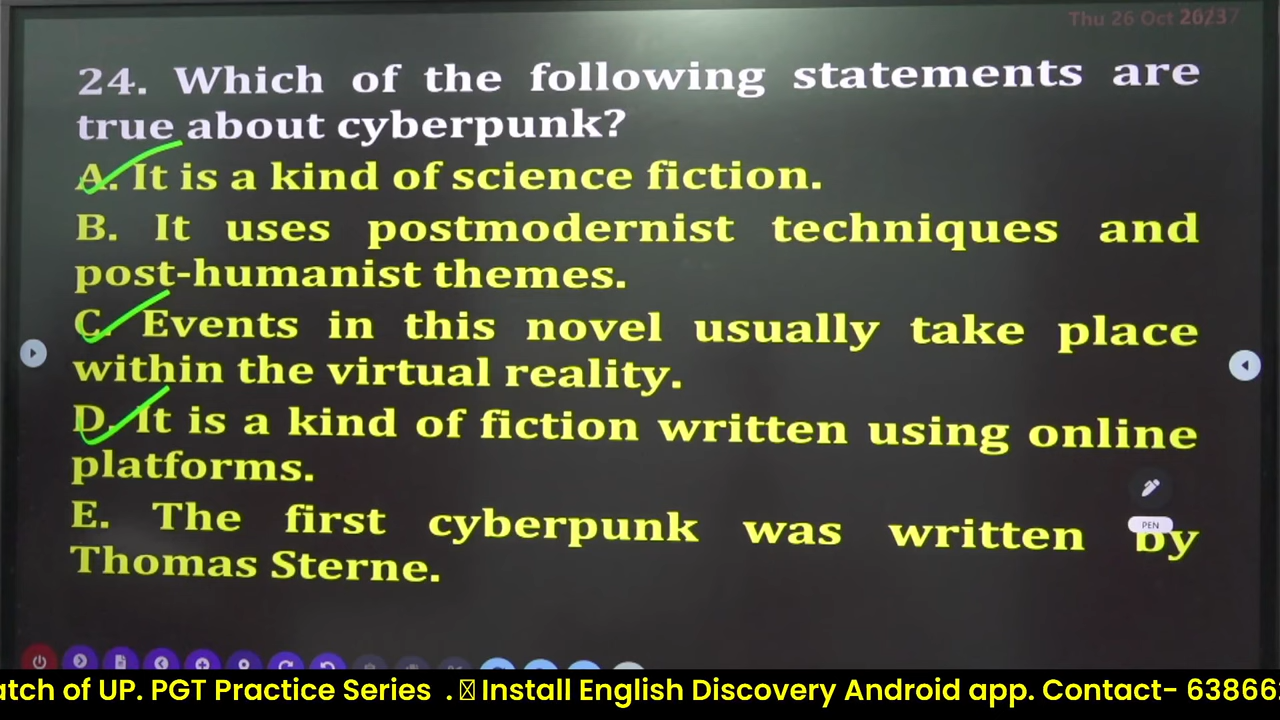 Thu 26 Oct
24. Which of the following statements are
true about cyberpunk?
A. It is a kind of science fiction.
B. It uses postmodernist techniques and
post-humanist themes.
C. Events in this novel usually take place
within the virtual reality.
D. It is a kind of fiction written using online
platforms.
E. The first cyberpunk was written by
Thomas Sterne.
PEN
atch of UP. PGT Practice Series . Install English Discovery Android app. Contact- 63866